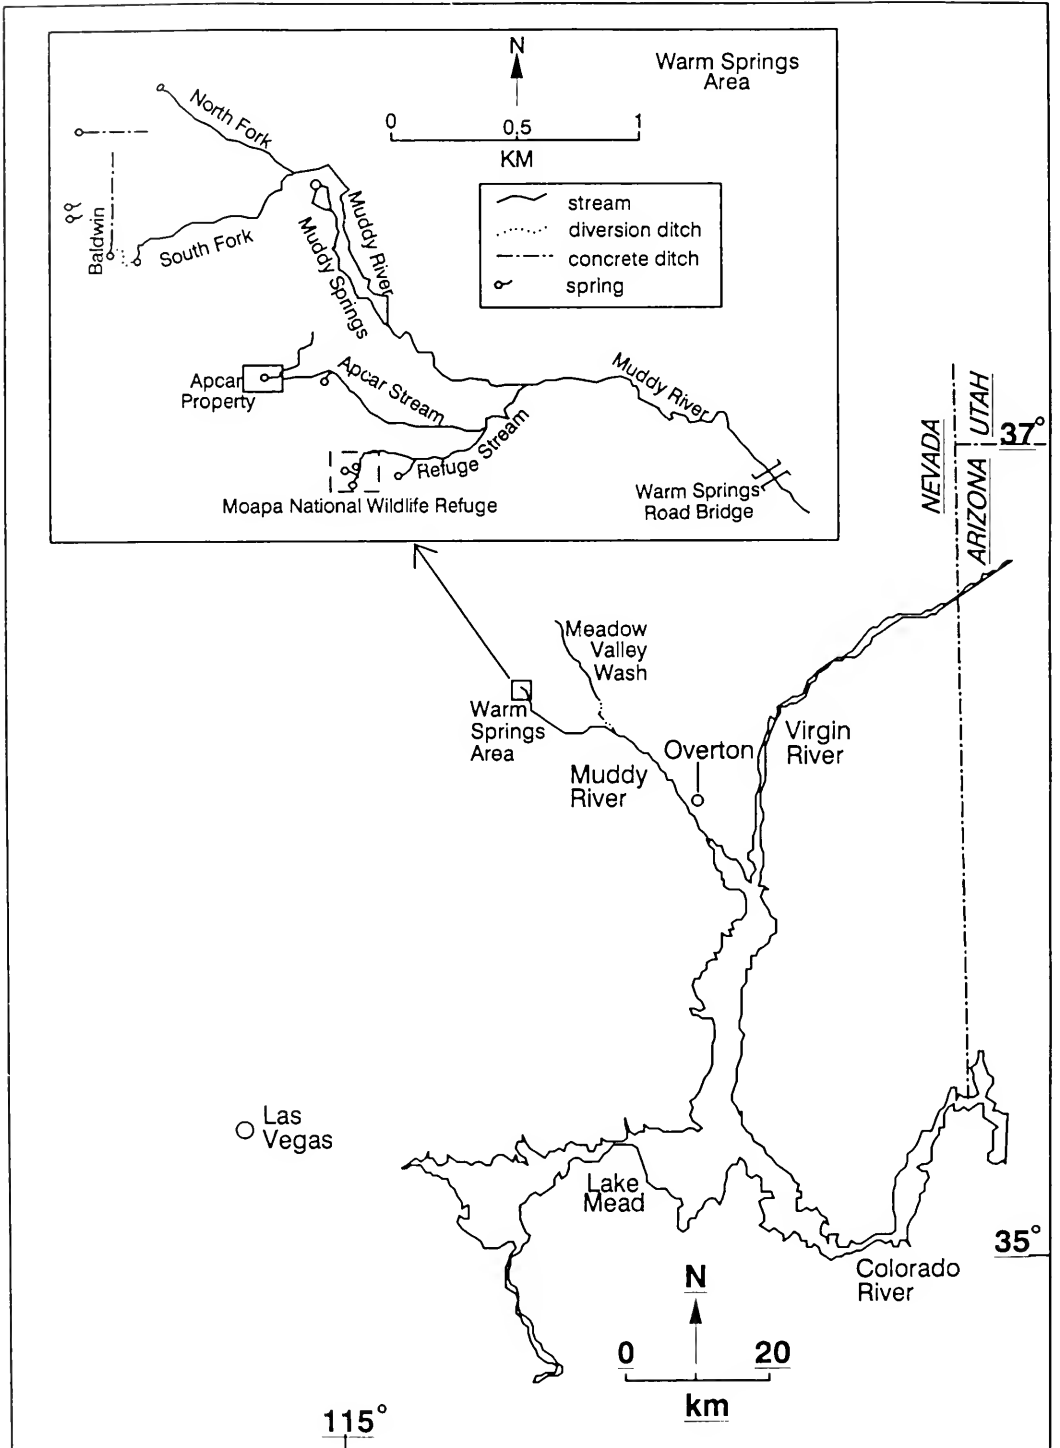 N
Warm Springs
Area
North Fork
0
0.5
1
KM
stream
diversion ditch
concrete ditch
spring
Baldwin
South Fork
Muddy River
Muddy Springs
Apcar
Property
Apcar Stream
Muddy River
Refuge Stream
Moapa National Wildlife Refuge
Warm Springs
Road Bridge
NEVADA
UTAH
37°
ARIZONA
Meadow
Valley
Wash
Warm
Springs
Area
Muddy
River
Overton
Virgin
River
Las
Vegas
Lake
Mead
35°
Colorado
River
N
0
20
km
115°